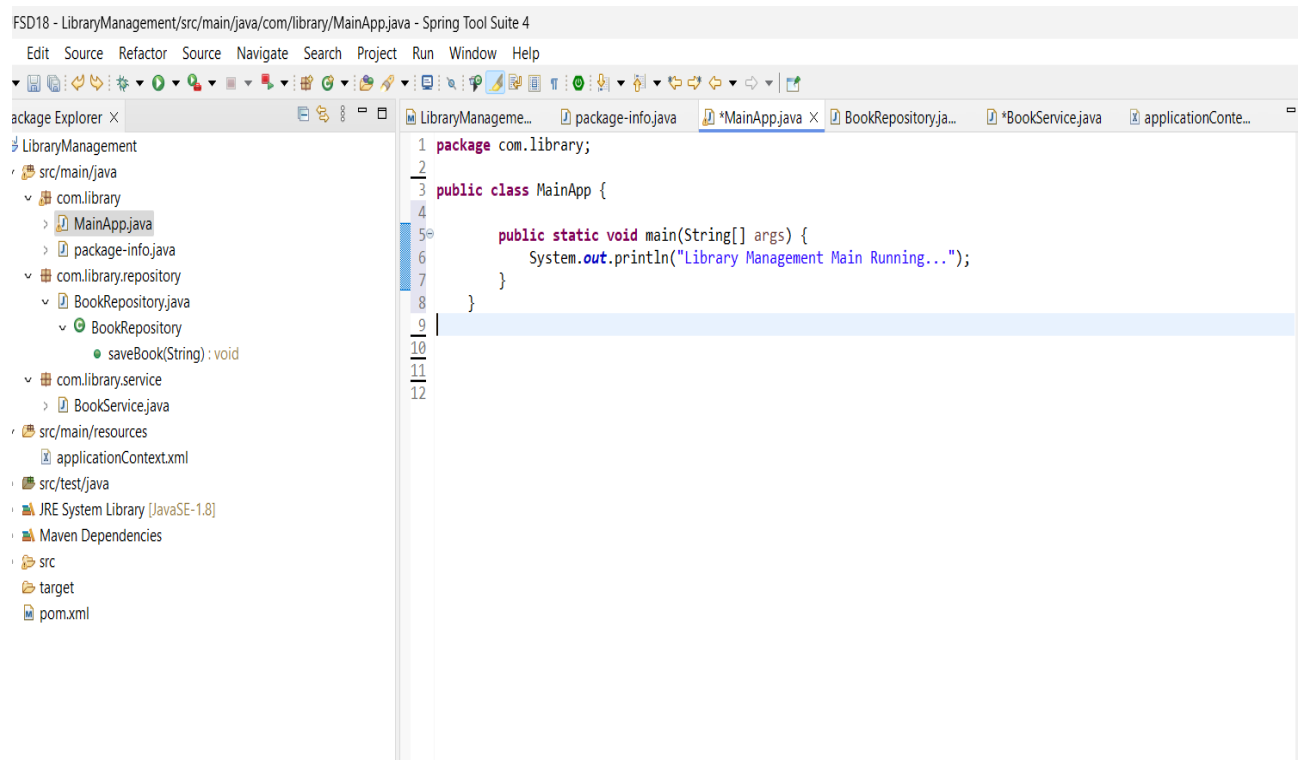 FSD18 - LibraryManagement/src/main/java/com/library/MainApp.java - Spring Tool Suite 4
Edit Source Refactor Source Navigate Search Project Run Window Help
ackage Explorer ×
LibraryManagement
src/main/java
com.library
MainApp.java
package-info.java
com.library.repository
BookRepository.java
BookRepository
saveBook(String) : void
com.library.service
BookService.java
src/main/resources
applicationContext.xml
src/test/java
JRE System Library [JavaSE-1.8]
Maven Dependencies
src
target
pom.xml
LibraryManageme... package-info.java *MainApp.java × BookRepository.ja... *BookService.java applicationConte...
1 package com.library;
2
3 public class MainApp {
4
5 public static void main(String[] args) {
6 System.out.println("Library Management Main Running...");
7 }
8 }
9
10
11
12